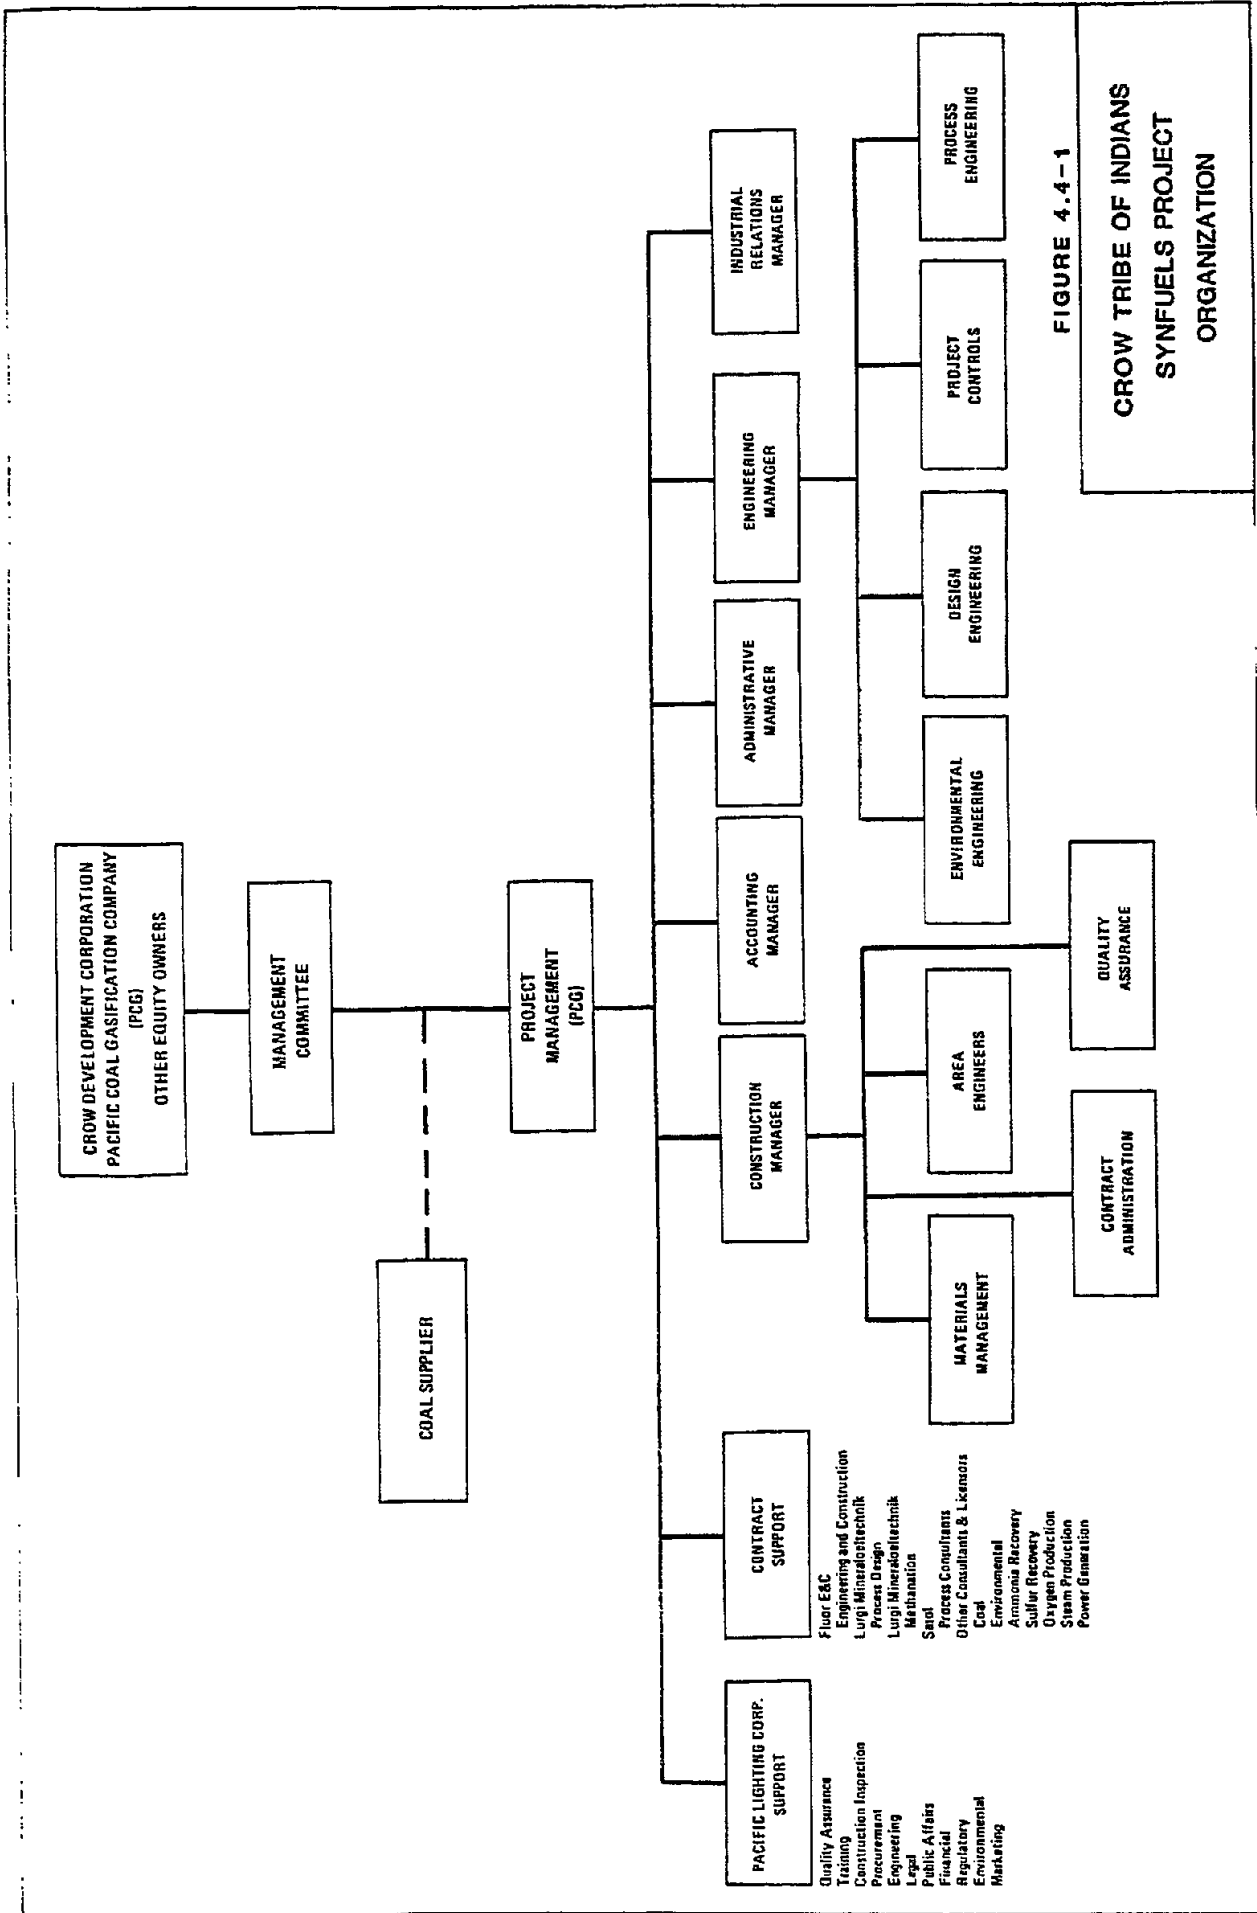 CROW DEVELOPMENT CORPORATION
PACIFIC COAL GASIFICATION COMPANY
(PCG)
OTHER EQUITY OWNERS
MANAGEMENT
COMMITTEE
COAL SUPPLIER
PROJECT
MANAGEMENT
(PCG)
PACIFIC LIGHTING CORP.
SUPPORT
Quality Assurance
Training
Construction Inspection
Procurement
Engineering
Legal
Public Affairs
Financial
Regulatory
Environmental
Marketing
CONTRACT
SUPPORT
Fluor E&C
Engineering and Construction
Lurgi Mineraloeltechnik
Process Design
Lurgi Mineraloeltechnik
Methanation
Sasol
Process Consultants
Other Consultants & Licensors
Coal
Environmental
Ammonia Recovery
Sulfur Recovery
Oxygen Production
Steam Production
Power Generation
CONSTRUCTION
MANAGER
ACCOUNTING
MANAGER
ADMINISTRATIVE
MANAGER
ENGINEERING
MANAGER
INDUSTRIAL
RELATIONS
MANAGER
MATERIALS
MANAGEMENT
AREA
ENGINEERS
CONTRACT
ADMINISTRATION
QUALITY
ASSURANCE
ENVIRONMENTAL
ENGINEERING
DESIGN
ENGINEERING
PROJECT
CONTROLS
PROCESS
ENGINEERING
FIGURE 4.4-1
CROW TRIBE OF INDIANS
SYNFUELS PROJECT
ORGANIZATION